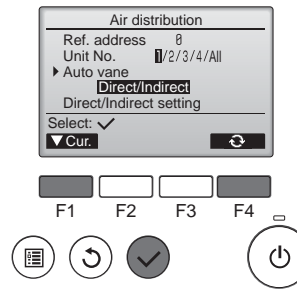 Air distribution
Ref. address 0
Unit No. 1/2/3/4/All
Auto vane
Direct/Indirect
Direct/Indirect setting
Select: ✓
▼ Cur.
F1 F2 F3 F4